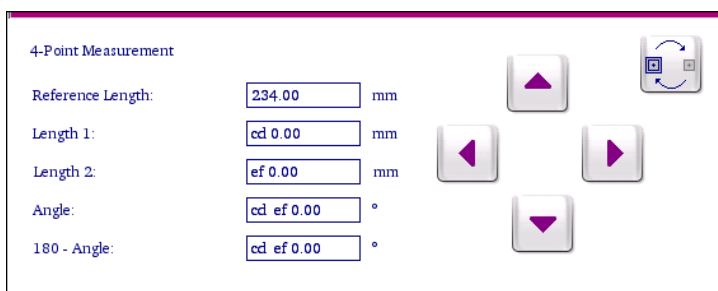 4-Point Measurement
Reference Length: 234.00 mm
Length 1: cd 0.00 mm
Length 2: ef 0.00 mm
Angle: cd ef 0.00 °
180 - Angle: cd ef 0.00 °